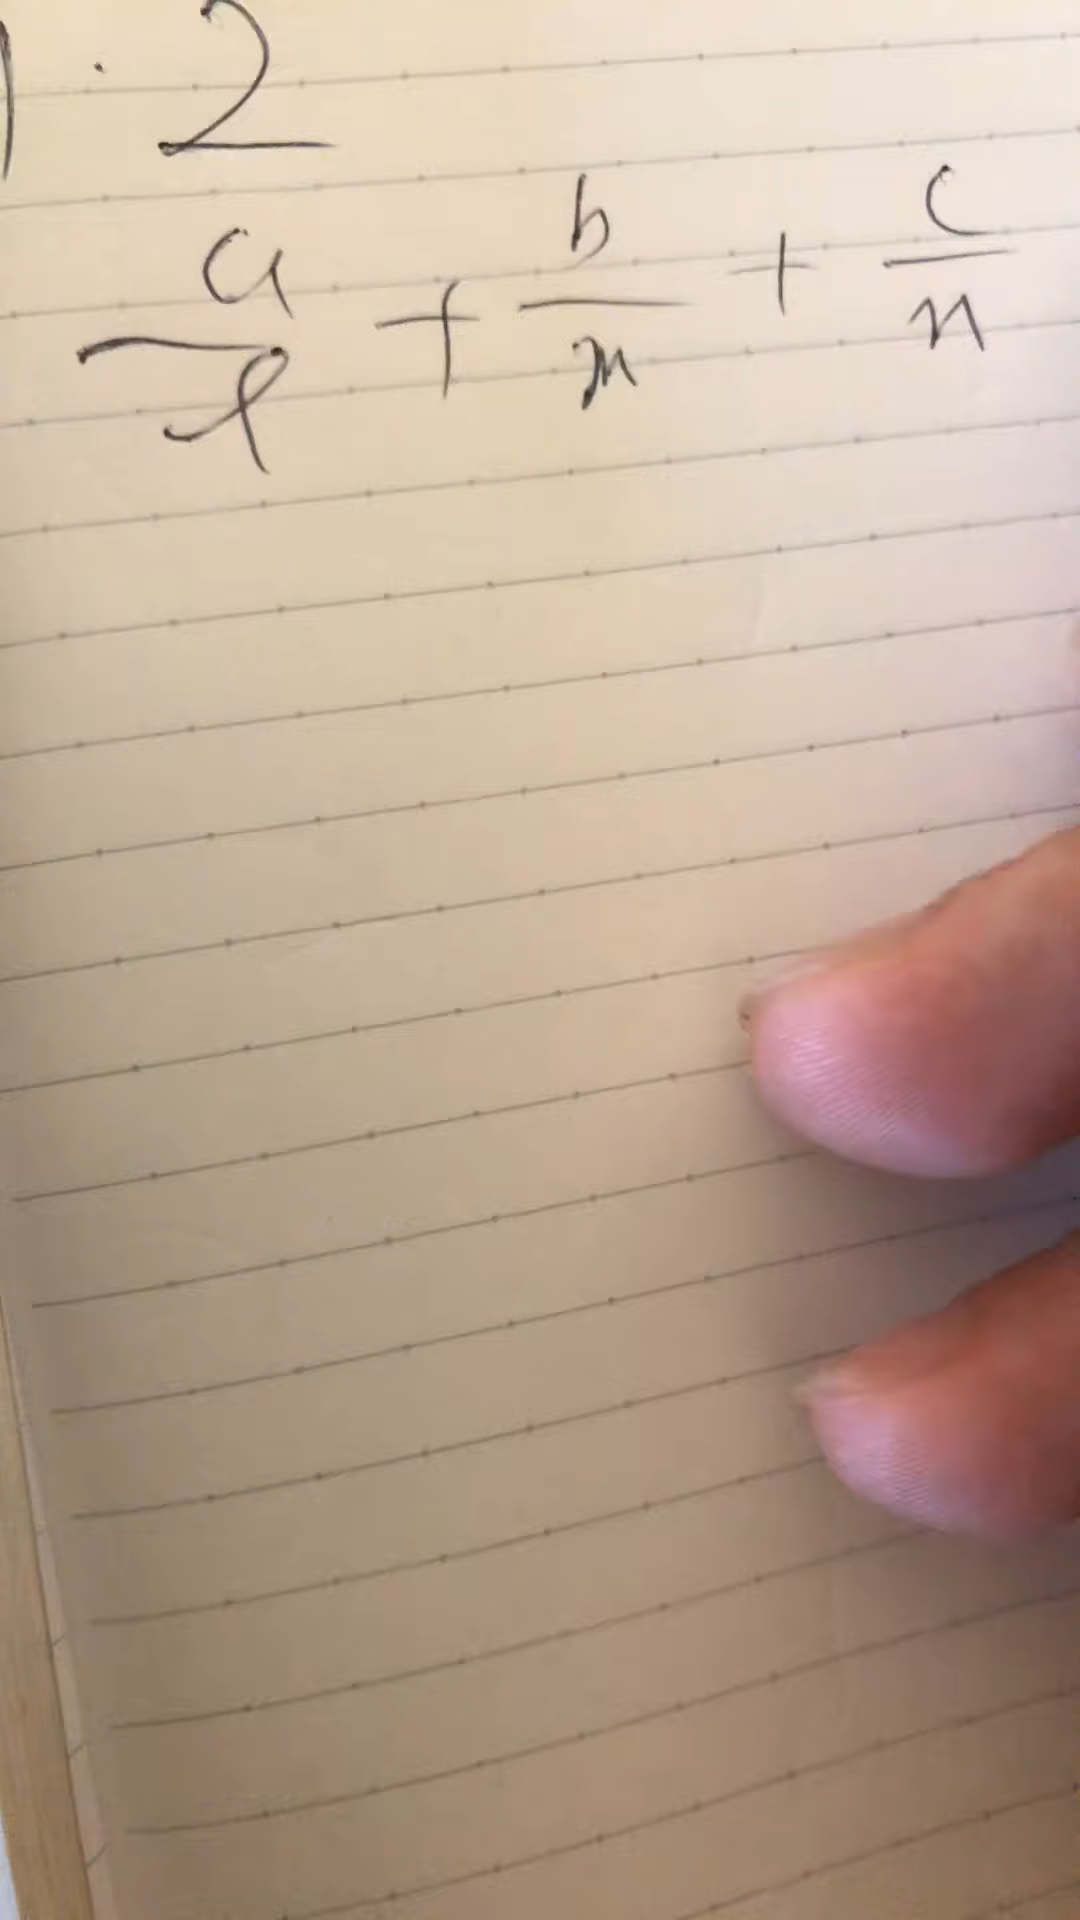 ) . 2
a/l + b/m + c/n